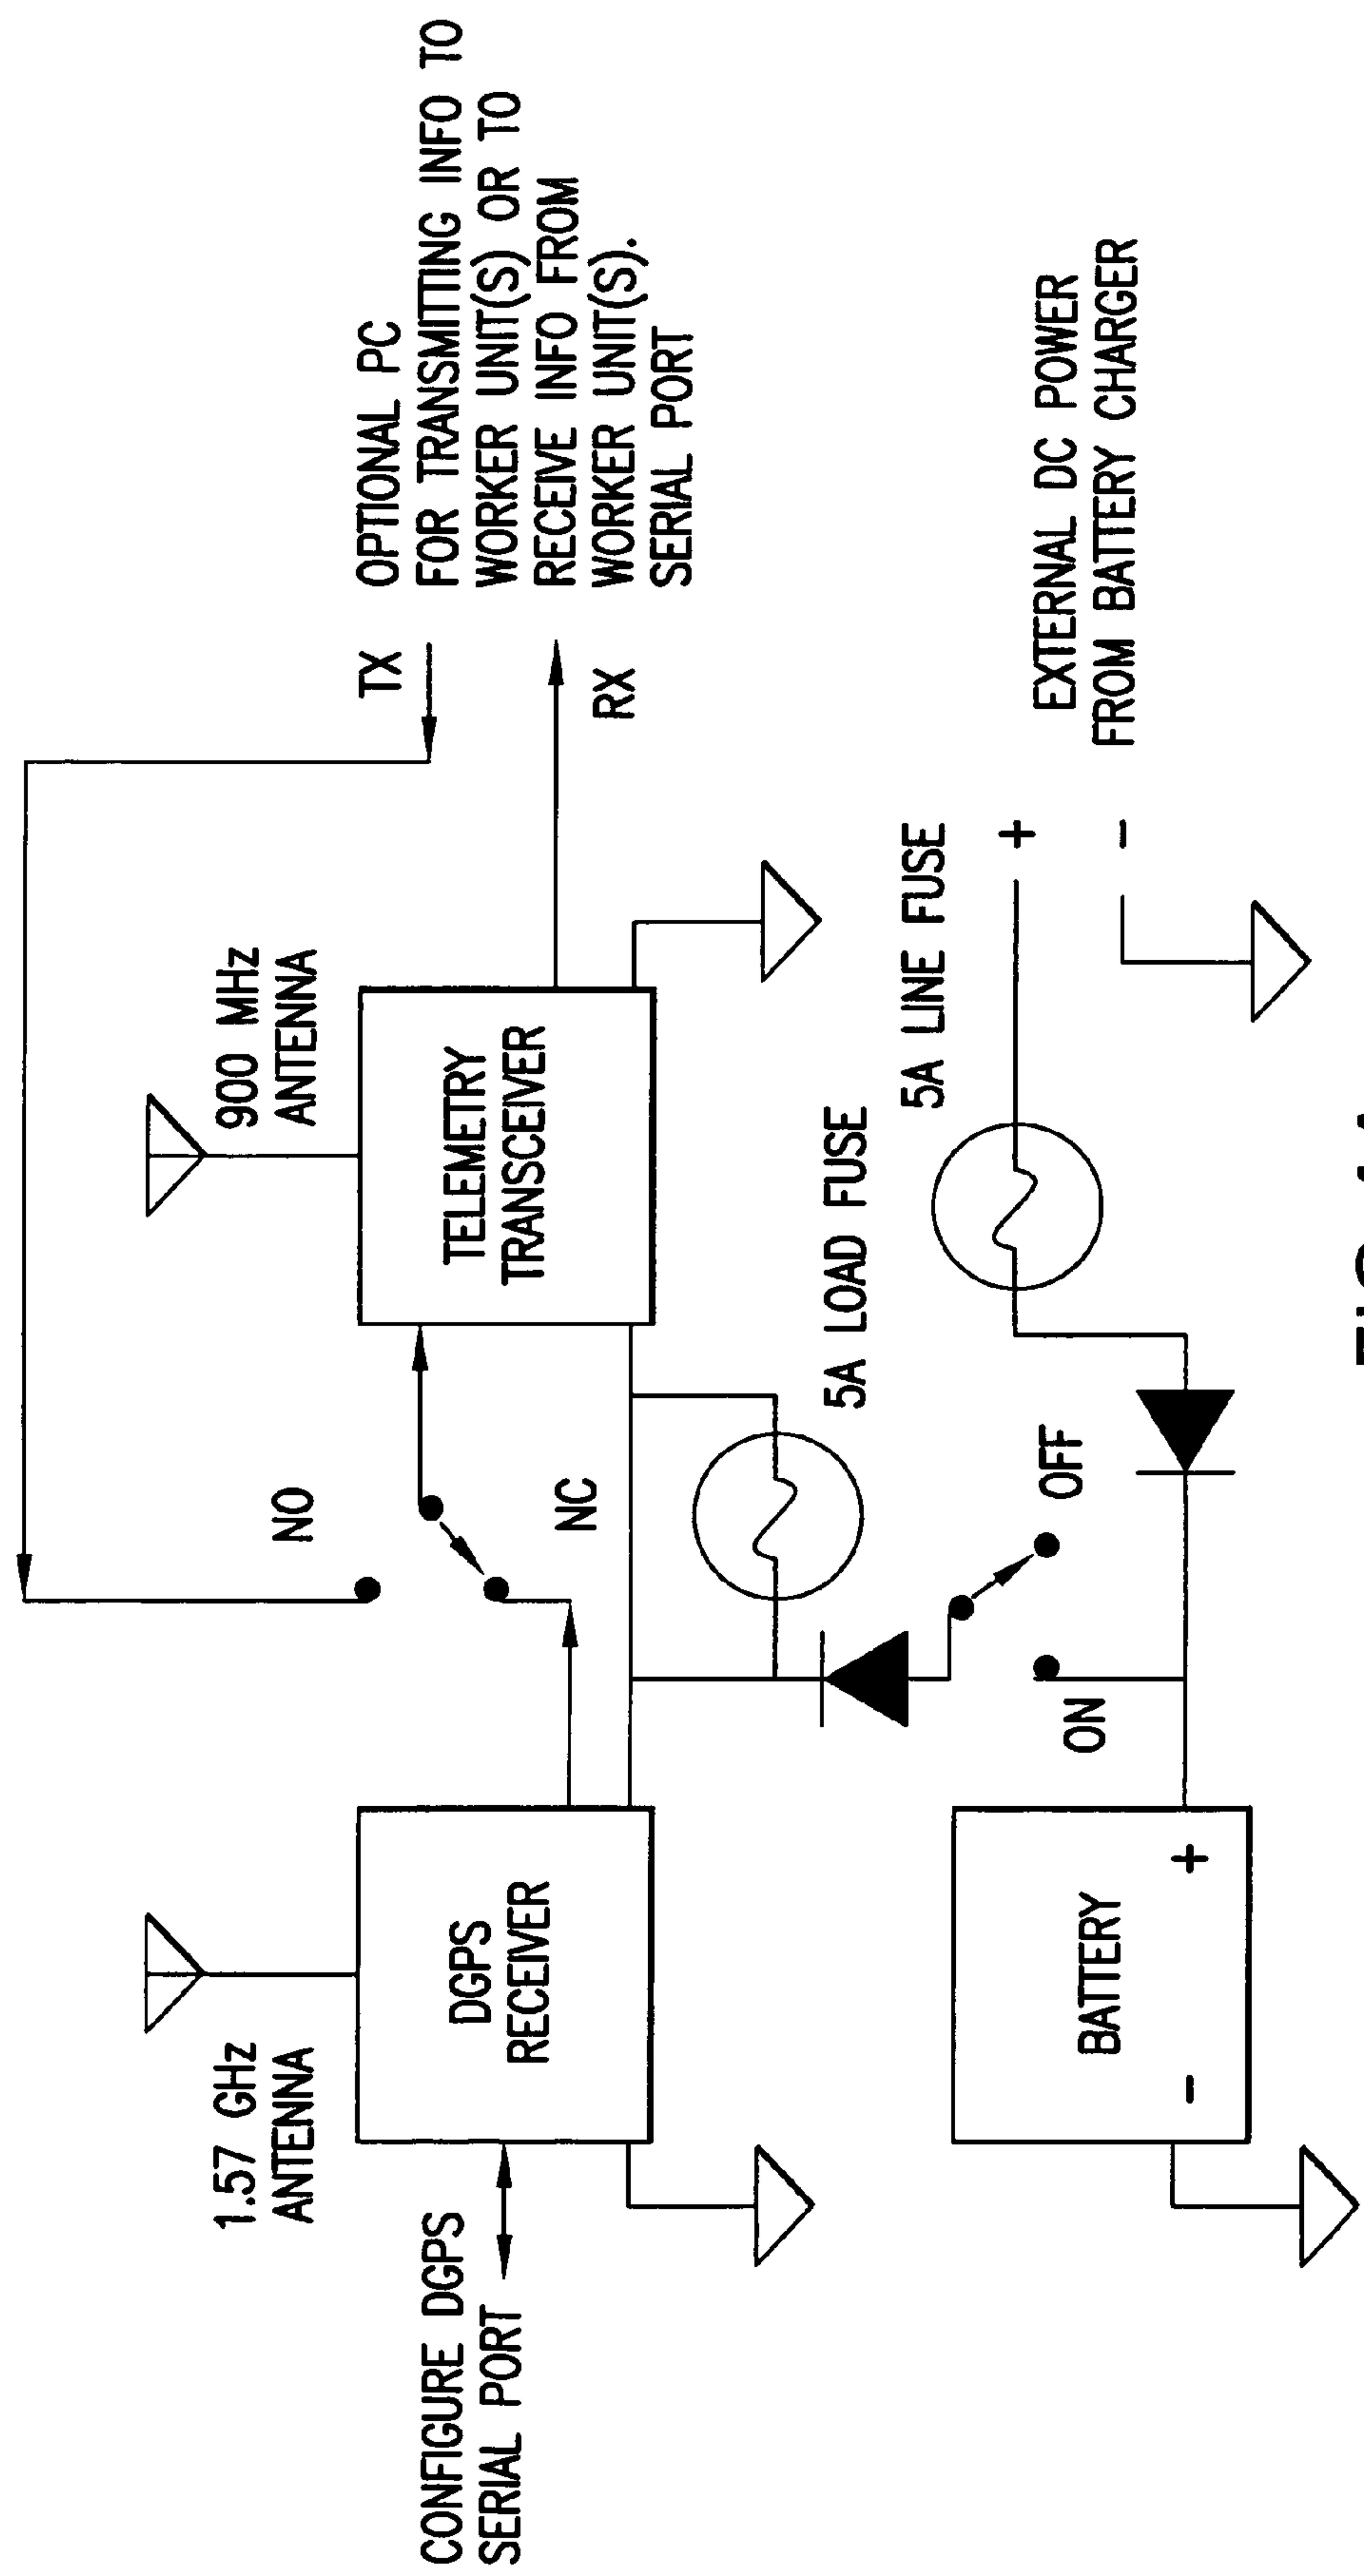 OPTIONAL PC
FOR TRANSMITTING INFO TO
WORKER UNIT(S) OR TO
RECEIVE INFO FROM
WORKER UNIT(S).
SERIAL PORT
TX
RX
900 MHz
ANTENNA
1.57 GHz
ANTENNA
NO
NC
TELEMETRY
TRANSCEIVER
DGPS
RECEIVER
CONFIGURE DGPS
SERIAL PORT
5A LOAD FUSE
5A LINE FUSE
+
-
EXTERNAL DC POWER
FROM BATTERY CHARGER
OFF
ON
BATTERY
- +